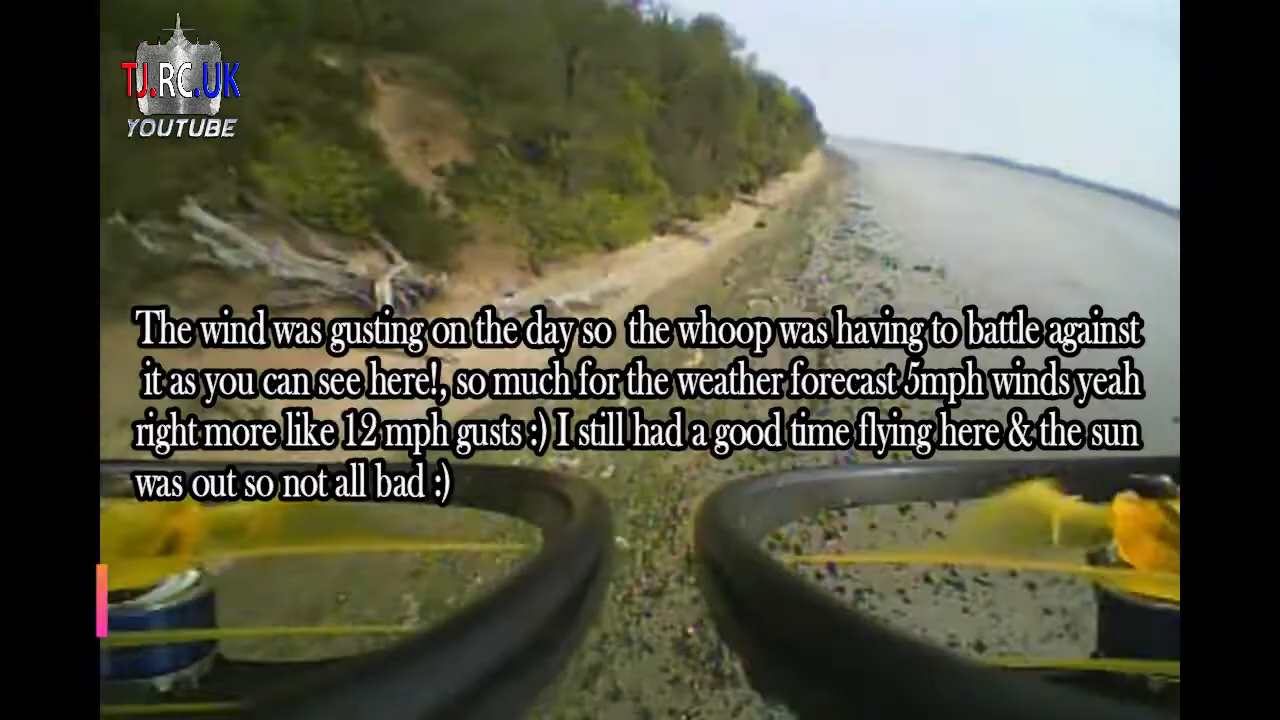 TJ.RC.UK
YOUTUBE
The wind was gusting on the day so the whoop was having to battle against
it as you can see here!, so much for the weather forecast 5mph winds yeah
right more like 12 mph gusts :) I still had a good time flying here & the sun
was out so not all bad :)